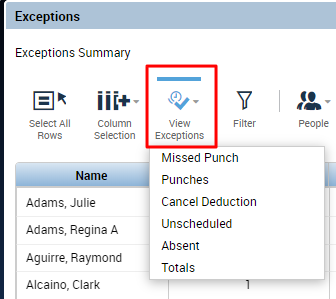 Exceptions
Exceptions Summary
Select All Rows
Column Selection
View Exceptions
Filter
People
Missed Punch
Punches
Cancel Deduction
Unscheduled
Absent
Totals
Name
Adams, Julie
Adams, Regina A
Aguirre, Raymond
Alcaino, Clark
1